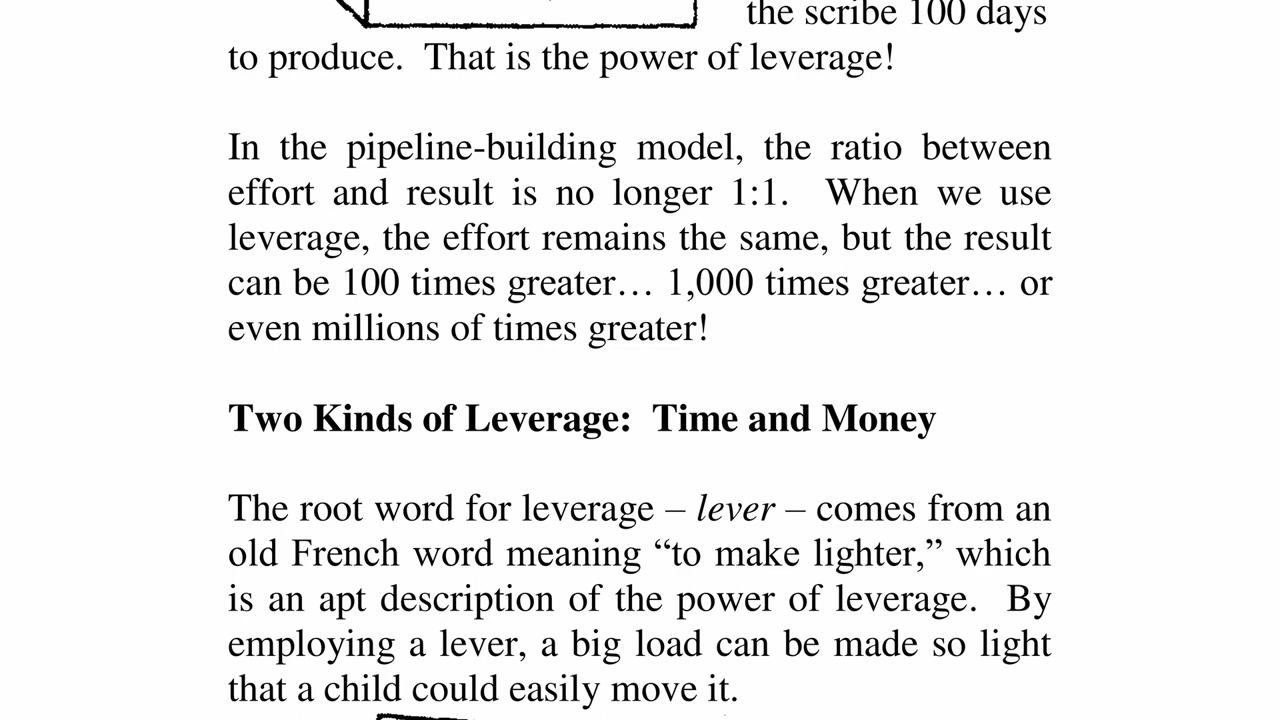 the scribe 100 days
to produce.  That is the power of leverage!
In the pipeline-building model, the ratio between
effort and result is no longer 1:1.  When we use
leverage, the effort remains the same, but the result
can be 100 times greater… 1,000 times greater… or
even millions of times greater!
Two Kinds of Leverage:  Time and Money
The root word for leverage – lever – comes from an
old French word meaning “to make lighter,” which
is an apt description of the power of leverage.  By
employing a lever, a big load can be made so light
that a child could easily move it.